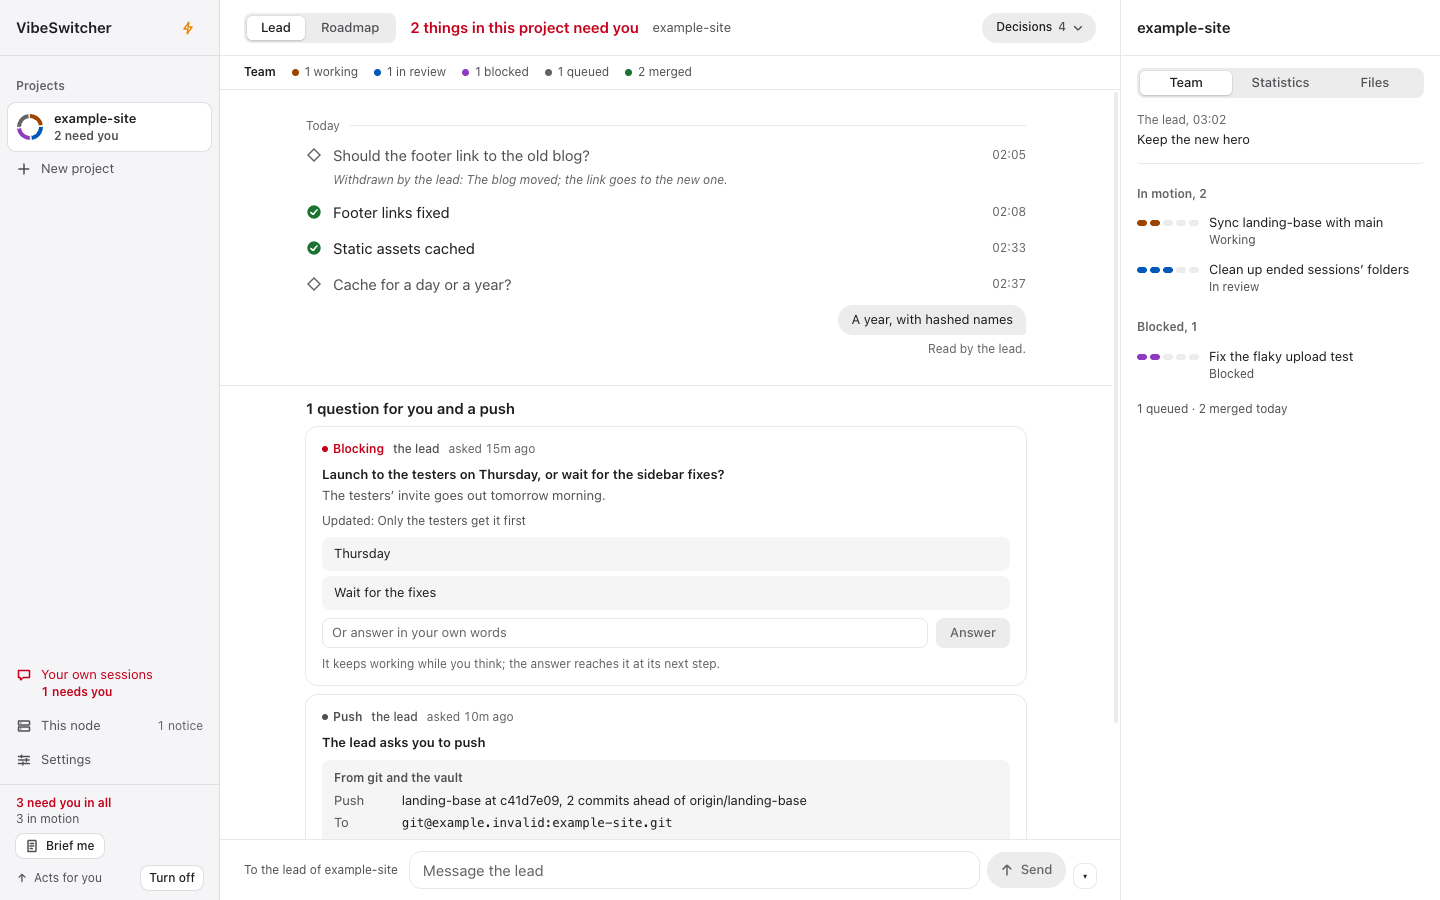 VibeSwitcher
Projects
example-site
2 need you
New project
Your own sessions
1 needs you
This node
1 notice
Settings
3 need you in all
3 in motion
Brief me
Acts for you
Turn off
Lead
Roadmap
2 things in this project need you
example-site
Decisions 4
Team
1 working
1 in review
1 blocked
1 queued
2 merged
Today
Should the footer link to the old blog?
02:05
Withdrawn by the lead: The blog moved; the link goes to the new one.
Footer links fixed
02:08
Static assets cached
02:33
Cache for a day or a year?
02:37
A year, with hashed names
Read by the lead.
1 question for you and a push
Blocking the lead asked 15m ago
Launch to the testers on Thursday, or wait for the sidebar fixes?
The testers’ invite goes out tomorrow morning.
Updated: Only the testers get it first
Thursday
Wait for the fixes
Or answer in your own words
Answer
It keeps working while you think; the answer reaches it at its next step.
Push the lead asked 10m ago
The lead asks you to push
From git and the vault
Push landing-base at c41d7e09, 2 commits ahead of origin/landing-base
To git@example.invalid:example-site.git
To the lead of example-site
Message the lead
Send
example-site
Team
Statistics
Files
The lead, 03:02
Keep the new hero
In motion, 2
Sync landing-base with main
Working
Clean up ended sessions’ folders
In review
Blocked, 1
Fix the flaky upload test
Blocked
1 queued · 2 merged today